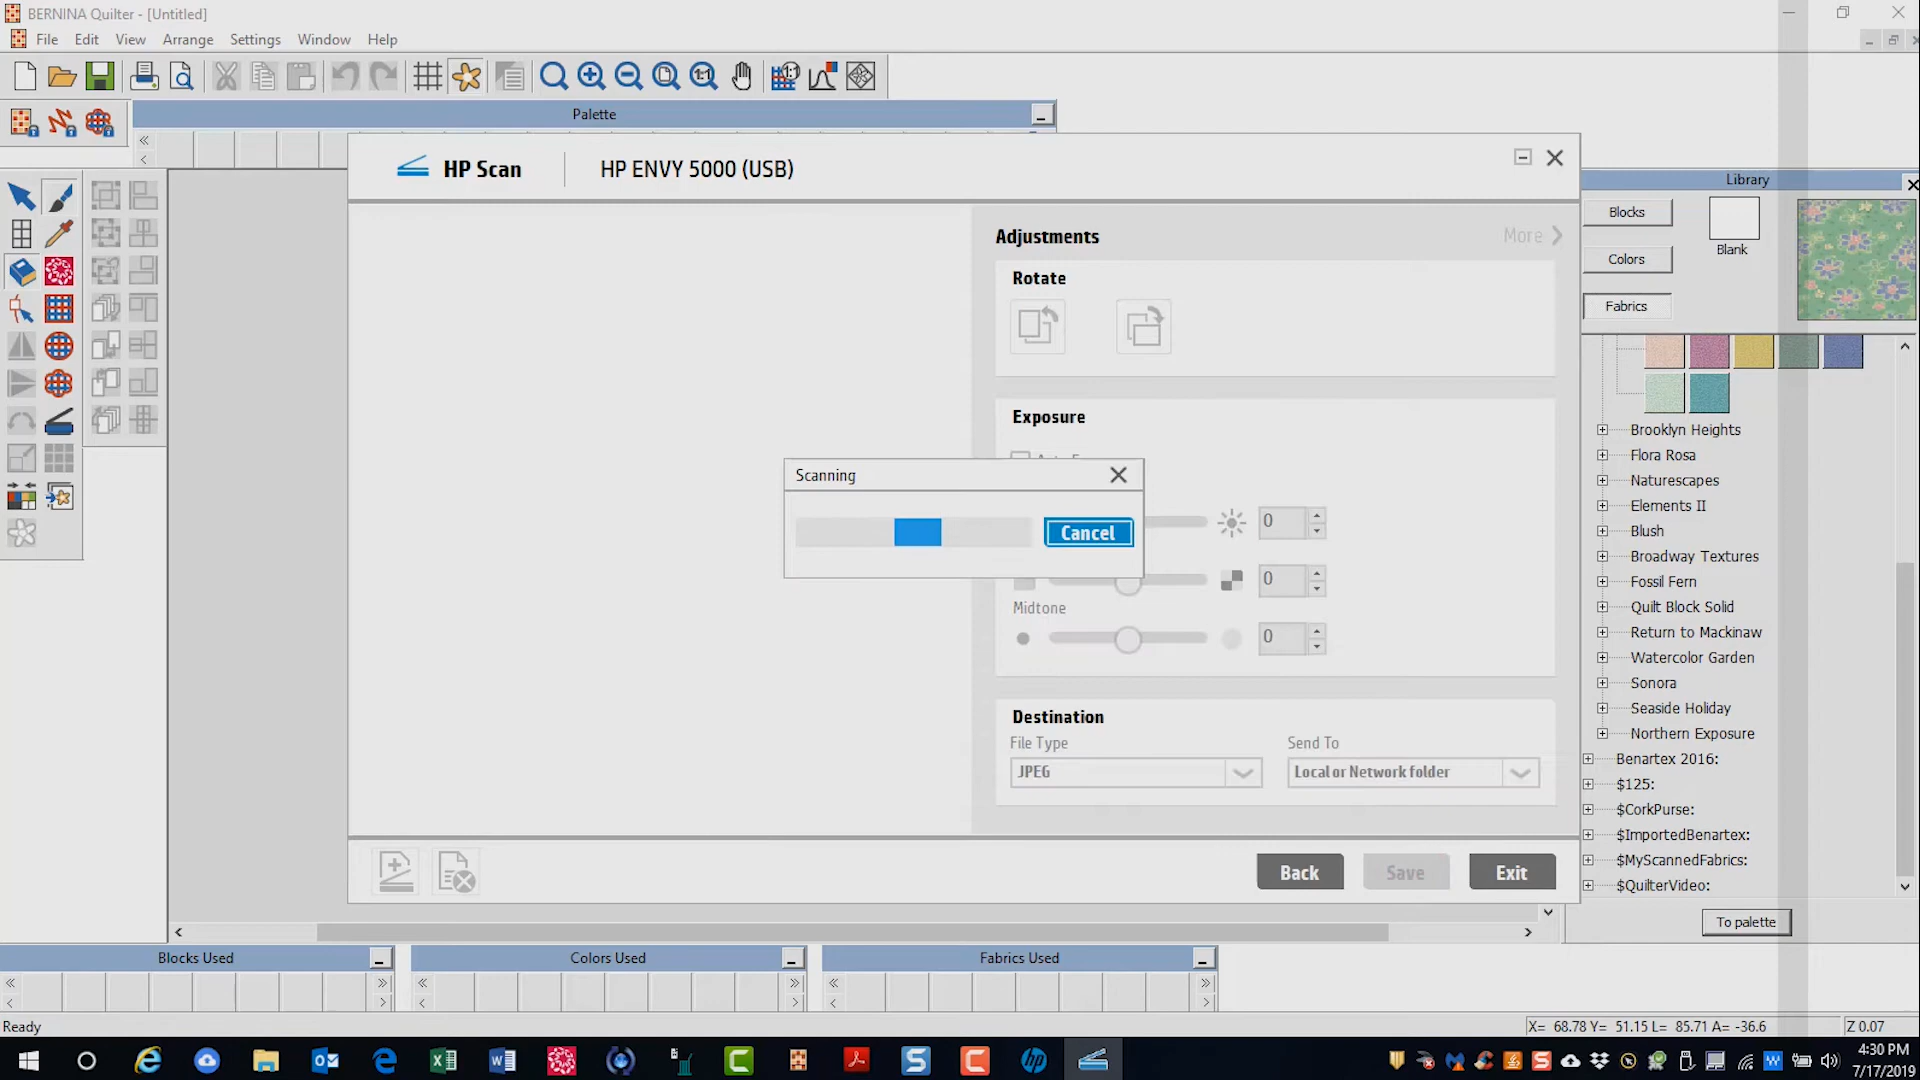 BERNINA Quilter - [Untitled]
File Edit View Arrange Settings Window Help
Palette
HP Scan
HP ENVY 5000 (USB)
Adjustments
More
Rotate
Exposure
Scanning
Cancel
0
0
Midtone
0
Destination
File Type
Send To
JPEG
Local or Network folder
Back
Save
Exit
Library
Blocks
Colors
Fabrics
Blank
Brooklyn Heights
Flora Rosa
Naturescapes
Elements II
Blush
Broadway Textures
Fossil Fern
Quilt Block Solid
Return to Mackinaw
Watercolor Garden
Sonora
Seaside Holiday
Northern Exposure
Benartex 2016:
$125:
$CorkPurse:
$ImportedBenartex:
$MyScannedFabrics:
$QuilterVideo:
To palette
Blocks Used
Colors Used
Fabrics Used
Ready
X= 68.78 Y= 51.15 L= 85.71 A= -36.6
Z 0.07
4:30 PM
7/17/2019